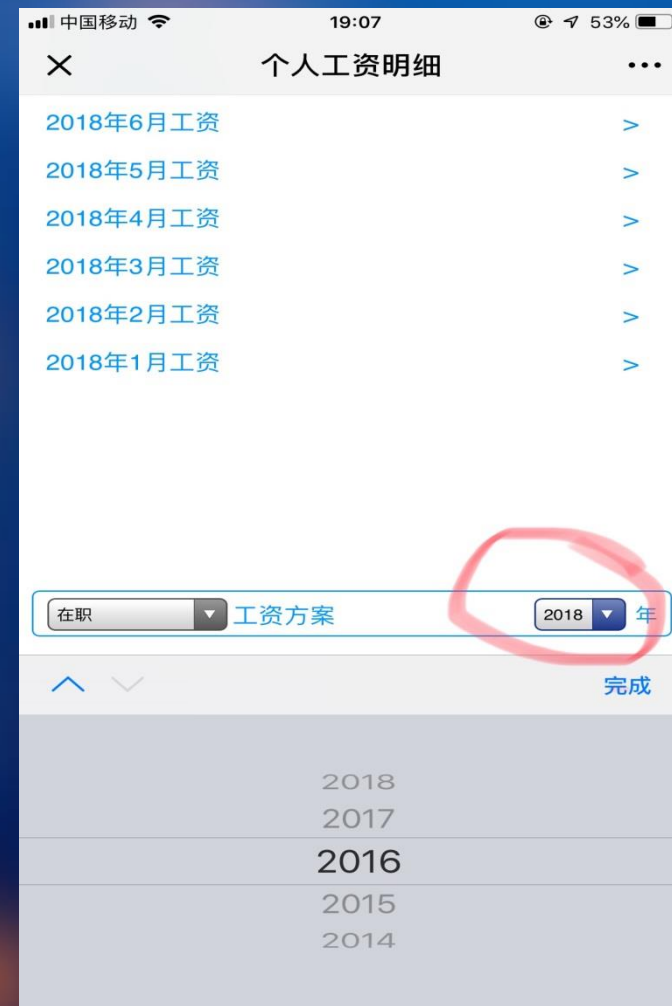 中国移动 19:07 53%
个人工资明细
2018年6月工资 >
2018年5月工资 >
2018年4月工资 >
2018年3月工资 >
2018年2月工资 >
2018年1月工资 >
在职 工资方案 2018 年
完成
2018
2017
2016
2015
2014